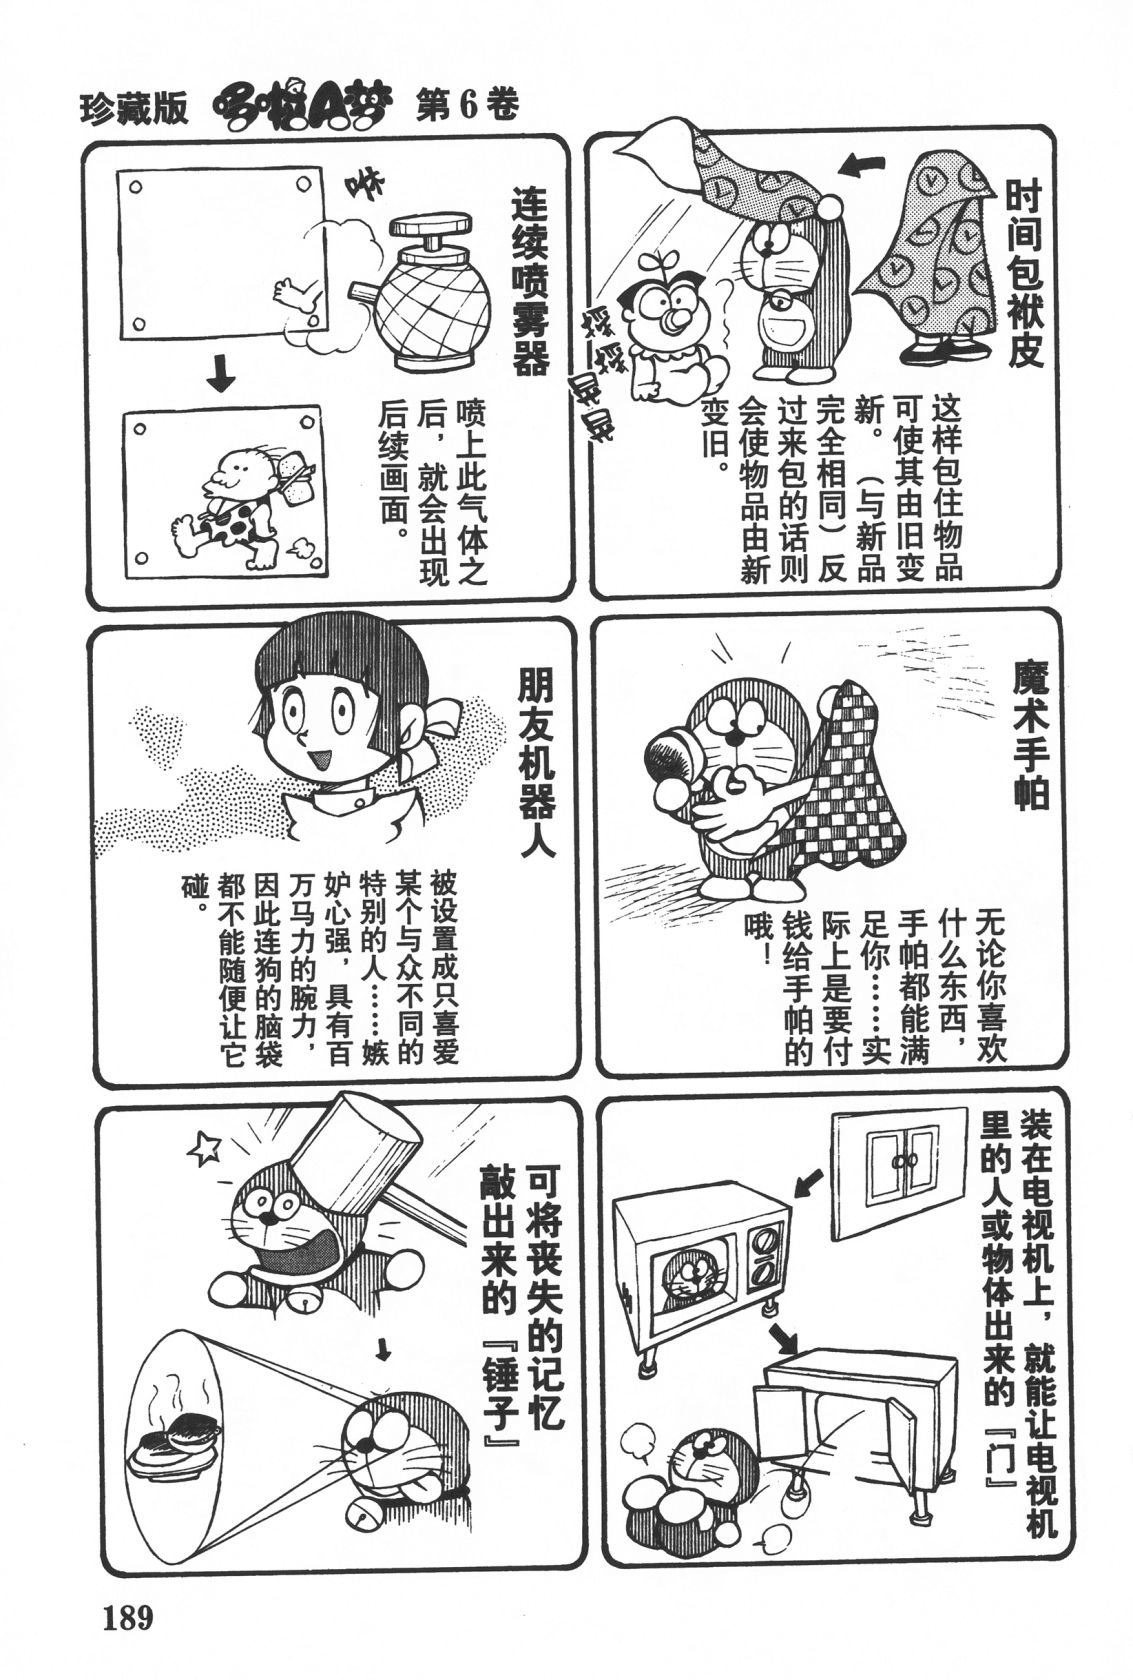 珍藏版 哆啦A梦 第6卷
时间包袱皮
这样包住物品
可使其由旧变
新。（与新品
完全相同）反
过来包的话则
会使物品由新
变旧。
连续喷雾器
咻
喷上此气体之
后，就会出现
后续画面。
魔术手帕
无论你喜欢
什么东西，
手帕都能满
足你……实
际上是要付
钱给手帕的
哦！
朋友机器人
被设置成只喜爱
某个与众不同的
特别的人……嫉
妒心强，具有百
万马力的腕力，
因此连狗的脑袋
都不能随便让它
碰。
装在电视机上，就能让电视机
里的人或物体出来的『门』
可将丧失的记忆
敲出来的『锤子』
189